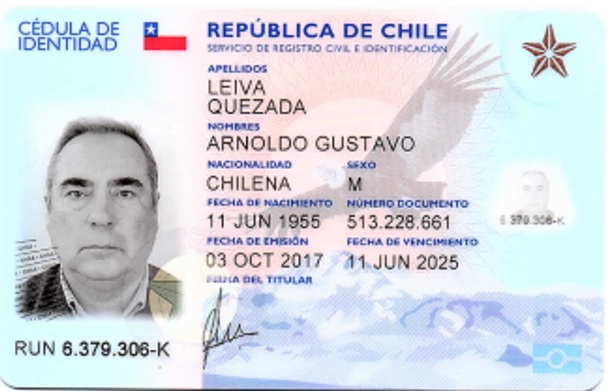 CÉDULA DE
IDENTIDAD
REPÚBLICA DE CHILE
SERVICIO DE REGISTRO CIVIL E IDENTIFICACIÓN
APELLIDOS
LEIVA
QUEZADA
NOMBRES
ARNOLDO GUSTAVO
NACIONALIDAD SEXO
CHILENA M
FECHA DE NACIMIENTO NÚMERO DOCUMENTO
11 JUN 1955 513.228.661
6.379.306-K
FECHA DE EMISIÓN FECHA DE VENCIMIENTO
03 OCT 2017 11 JUN 2025
FIRMA DEL TITULAR
RUN 6.379.306-K